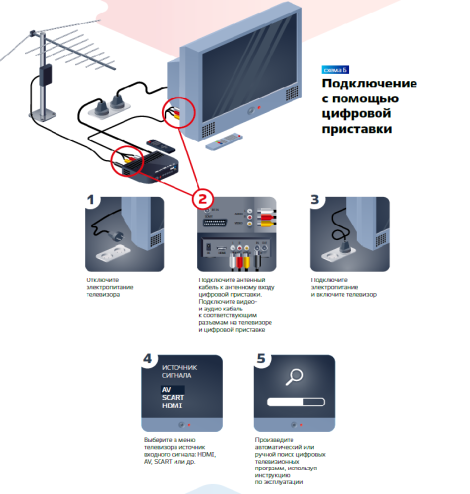 схема Б
Подключение
с помощью
цифровой
приставки
2
1
Отключите
электропитание
телевизора
Подключите антенный
кабель к антенному входу
цифровой приставки.
Подключите видео-
и аудио кабель
к соответствующим
разъемам на телевизоре
и цифровой приставке
3
Подключите
электропитание
и включите телевизор
4
ИСТОЧНИК
СИГНАЛА
AV
SCART
HDMI
Выберите в меню
телевизора источник
входного сигнала: HDMI,
AV, SCART или др.
5
Произведите
автоматический или
ручной поиск цифровых
телевизионных
программ, используя
инструкцию
по эксплуатации